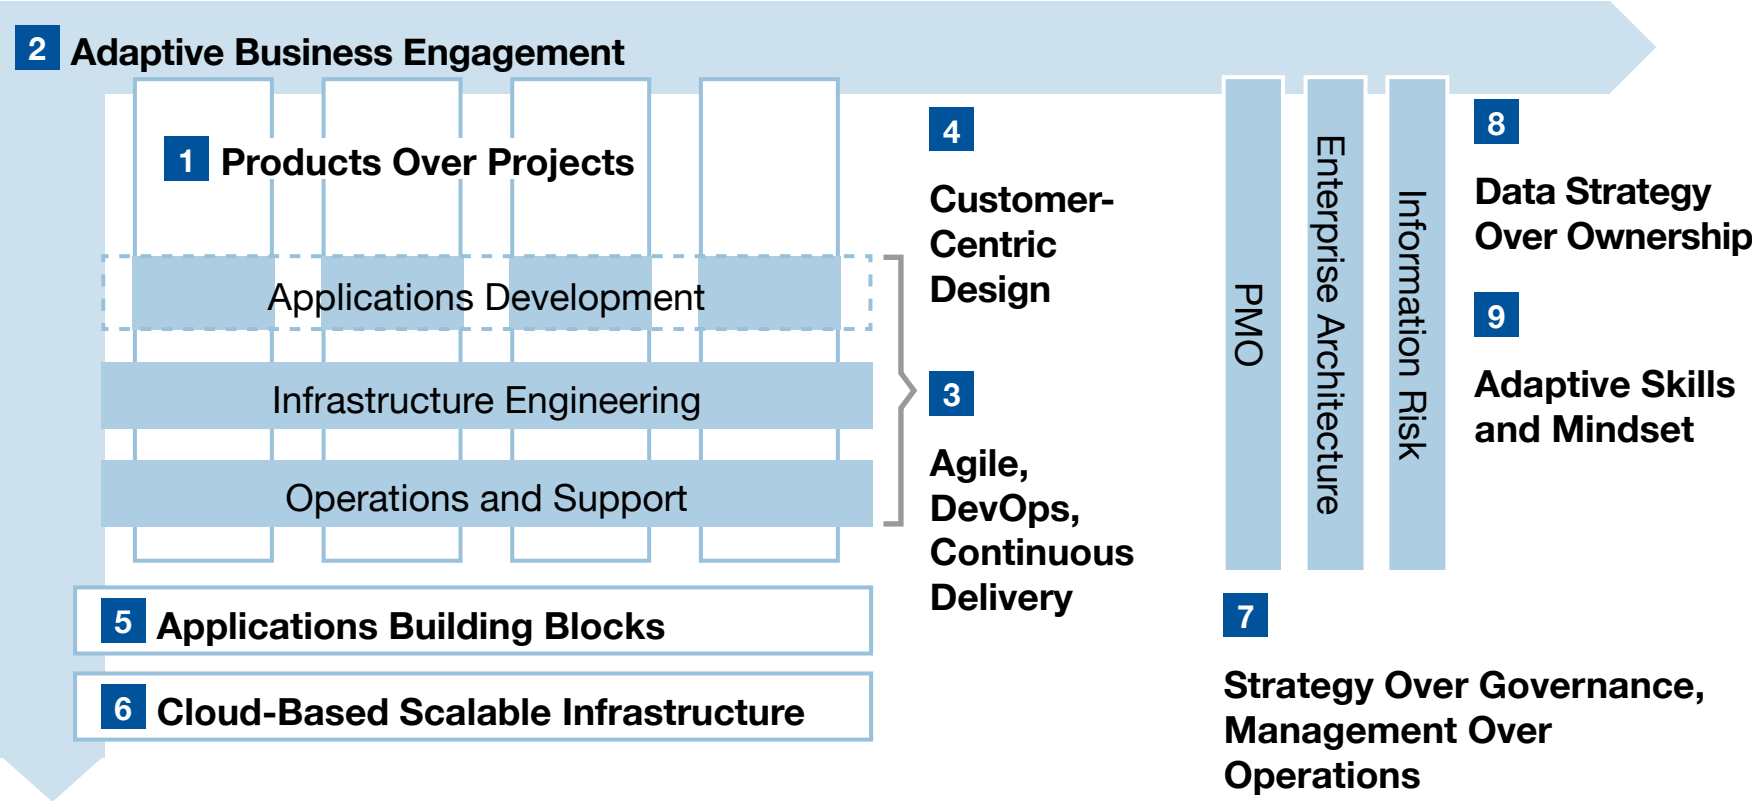 2 Adaptive Business Engagement
1 Products Over Projects
Applications Development
Infrastructure Engineering
Operations and Support
5 Applications Building Blocks
6 Cloud-Based Scalable Infrastructure
4
Customer-
Centric
Design
3
Agile,
DevOps,
Continuous
Delivery
PMO
Enterprise Architecture
Information Risk
7
Strategy Over Governance,
Management Over
Operations
8
Data Strategy
Over Ownership
9
Adaptive Skills
and Mindset